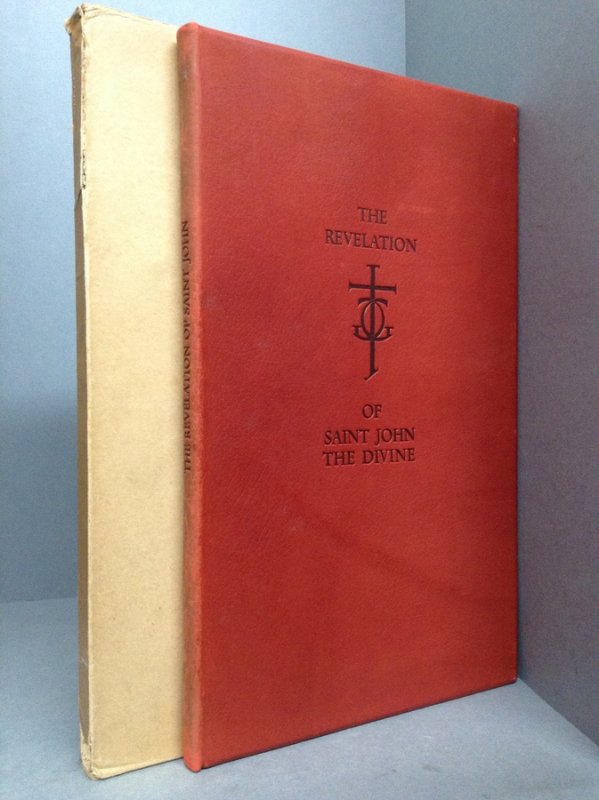 THE
REVELATION
OF
SAINT JOHN
THE DIVINE
THE REVELATION OF SAINT JOHN